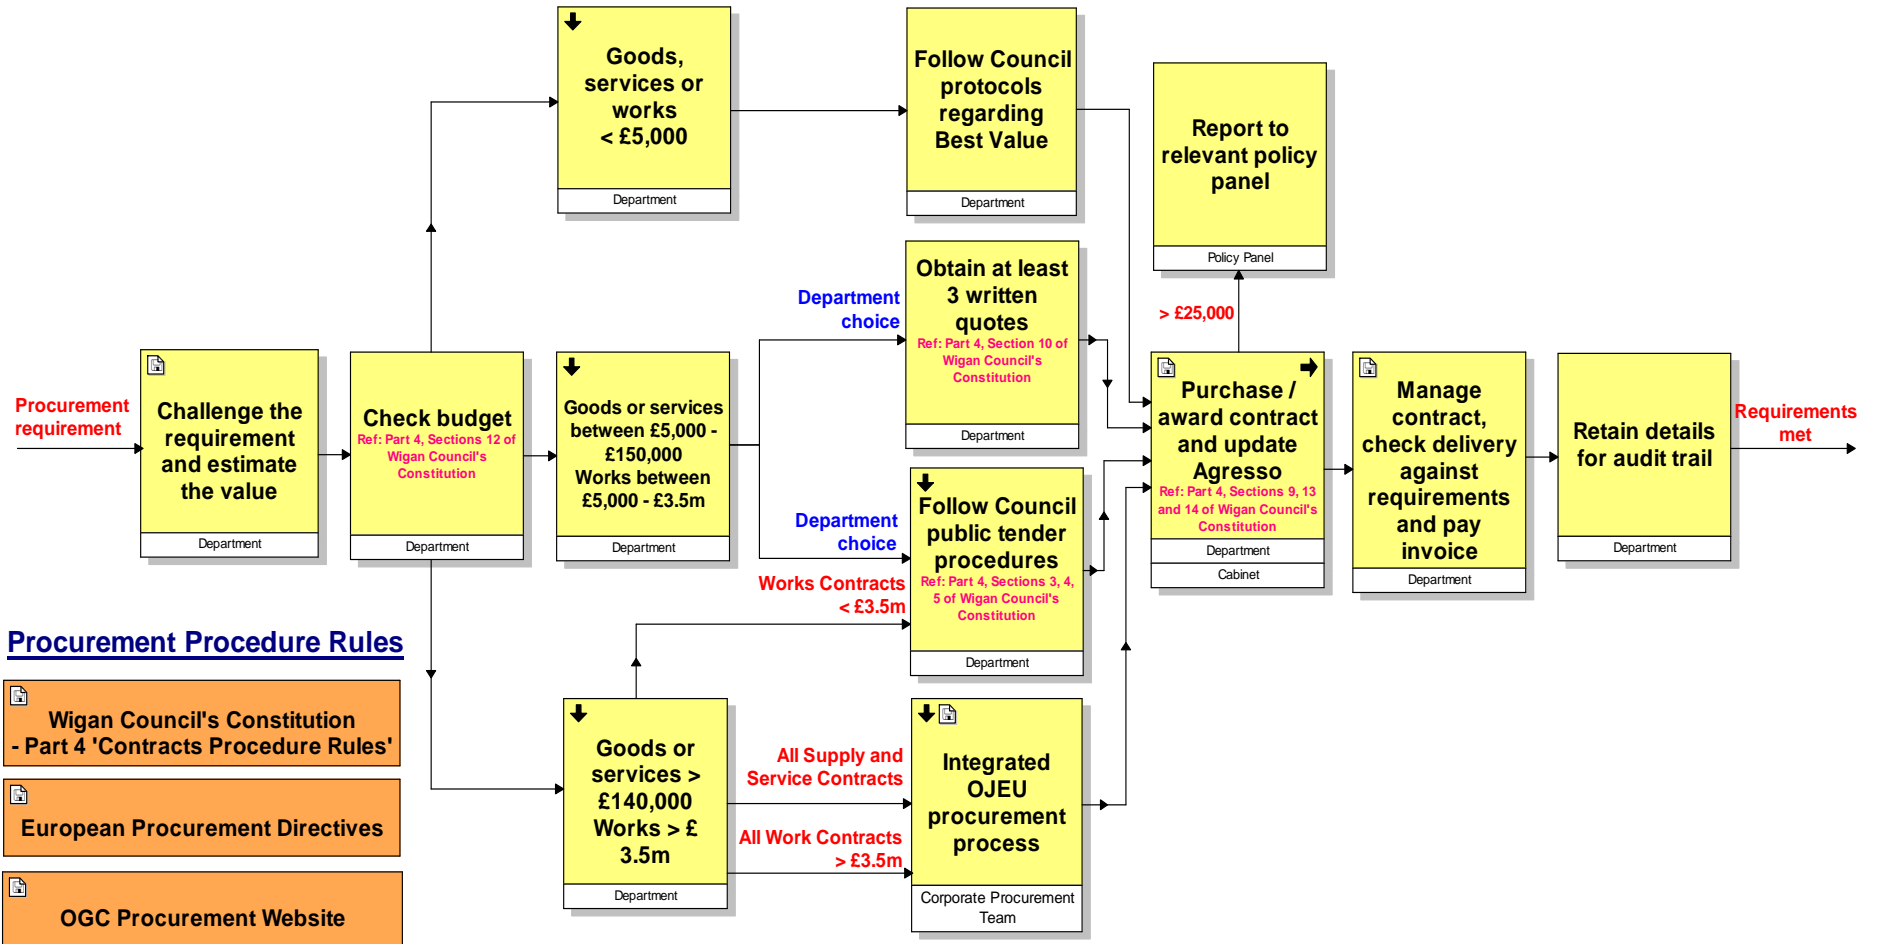 Procurement
requirement
Challenge the
requirement
and estimate
the value
Department
Check budget
Ref: Part 4, Sections 12 of
Wigan Council's
Constitution
Department
Goods,
services or
works
< £5,000
Department
Follow Council
protocols
regarding
Best Value
Department
Goods or services
between £5,000 -
£150,000
Works between
£5,000 - £3.5m
Department
Department
choice
Obtain at least
3 written
quotes
Ref: Part 4, Section 10 of
Wigan Council's
Constitution
Department
Department
choice
Works Contracts
< £3.5m
Follow Council
public tender
procedures
Ref: Part 4, Sections 3, 4,
5 of Wigan Council's
Constitution
Department
Goods or
services >
£140,000
Works > £
3.5m
Department
All Supply and
Service Contracts
All Work Contracts
> £3.5m
Integrated
OJEU
procurement
process
Corporate Procurement
Team
Report to
relevant policy
panel
Policy Panel
> £25,000
Purchase /
award contract
and update
Agresso
Ref: Part 4, Sections 9, 13
and 14 of Wigan Council's
Constitution
Department
Cabinet
Manage
contract,
check delivery
against
requirements
and pay
invoice
Department
Retain details
for audit trail
Department
Requirements
met
Procurement Procedure Rules
Wigan Council's Constitution
- Part 4 'Contracts Procedure Rules'
European Procurement Directives
OGC Procurement Website